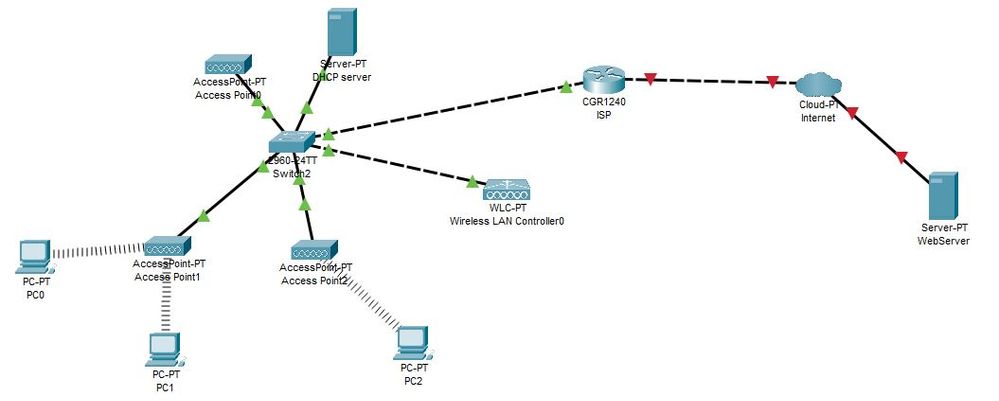 Server-PT
DHCP server
AccessPoint-PT
Access Point0
CGR1240
ISP
Cloud-PT
Internet
2960-24TT
Switch2
WLC-PT
Wireless LAN Controller0
Server-PT
WebServer
AccessPoint-PT
Access Point1
AccessPoint-PT
Access Point2
PC-PT
PC0
PC-PT
PC1
PC-PT
PC2